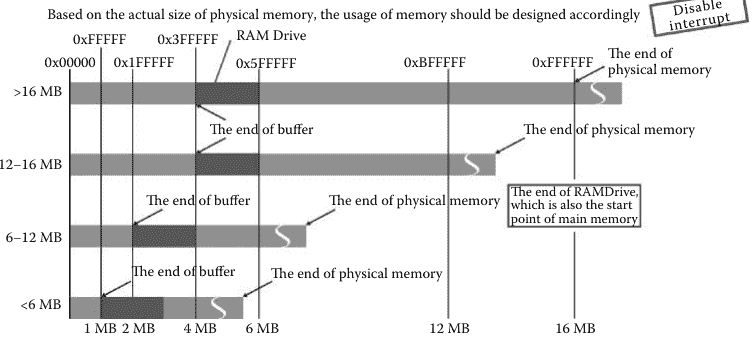 Based on the actual size of physical memory, the usage of memory should be designed accordingly
Disable
interrupt
0xFFFFF
0x3FFFFF
RAM Drive
0x00000
0x1FFFFF
0x5FFFFF
0xBFFFFF
0xFFFFFF
The end of
physical memory
>16 MB
The end of buffer
The end of physical memory
12–16 MB
The end of RAMDrive,
which is also the start
point of main memory
The end of buffer
The end of physical memory
6–12 MB
The end of buffer
The end of physical memory
<6 MB
1 MB
2 MB
4 MB
6 MB
12 MB
16 MB